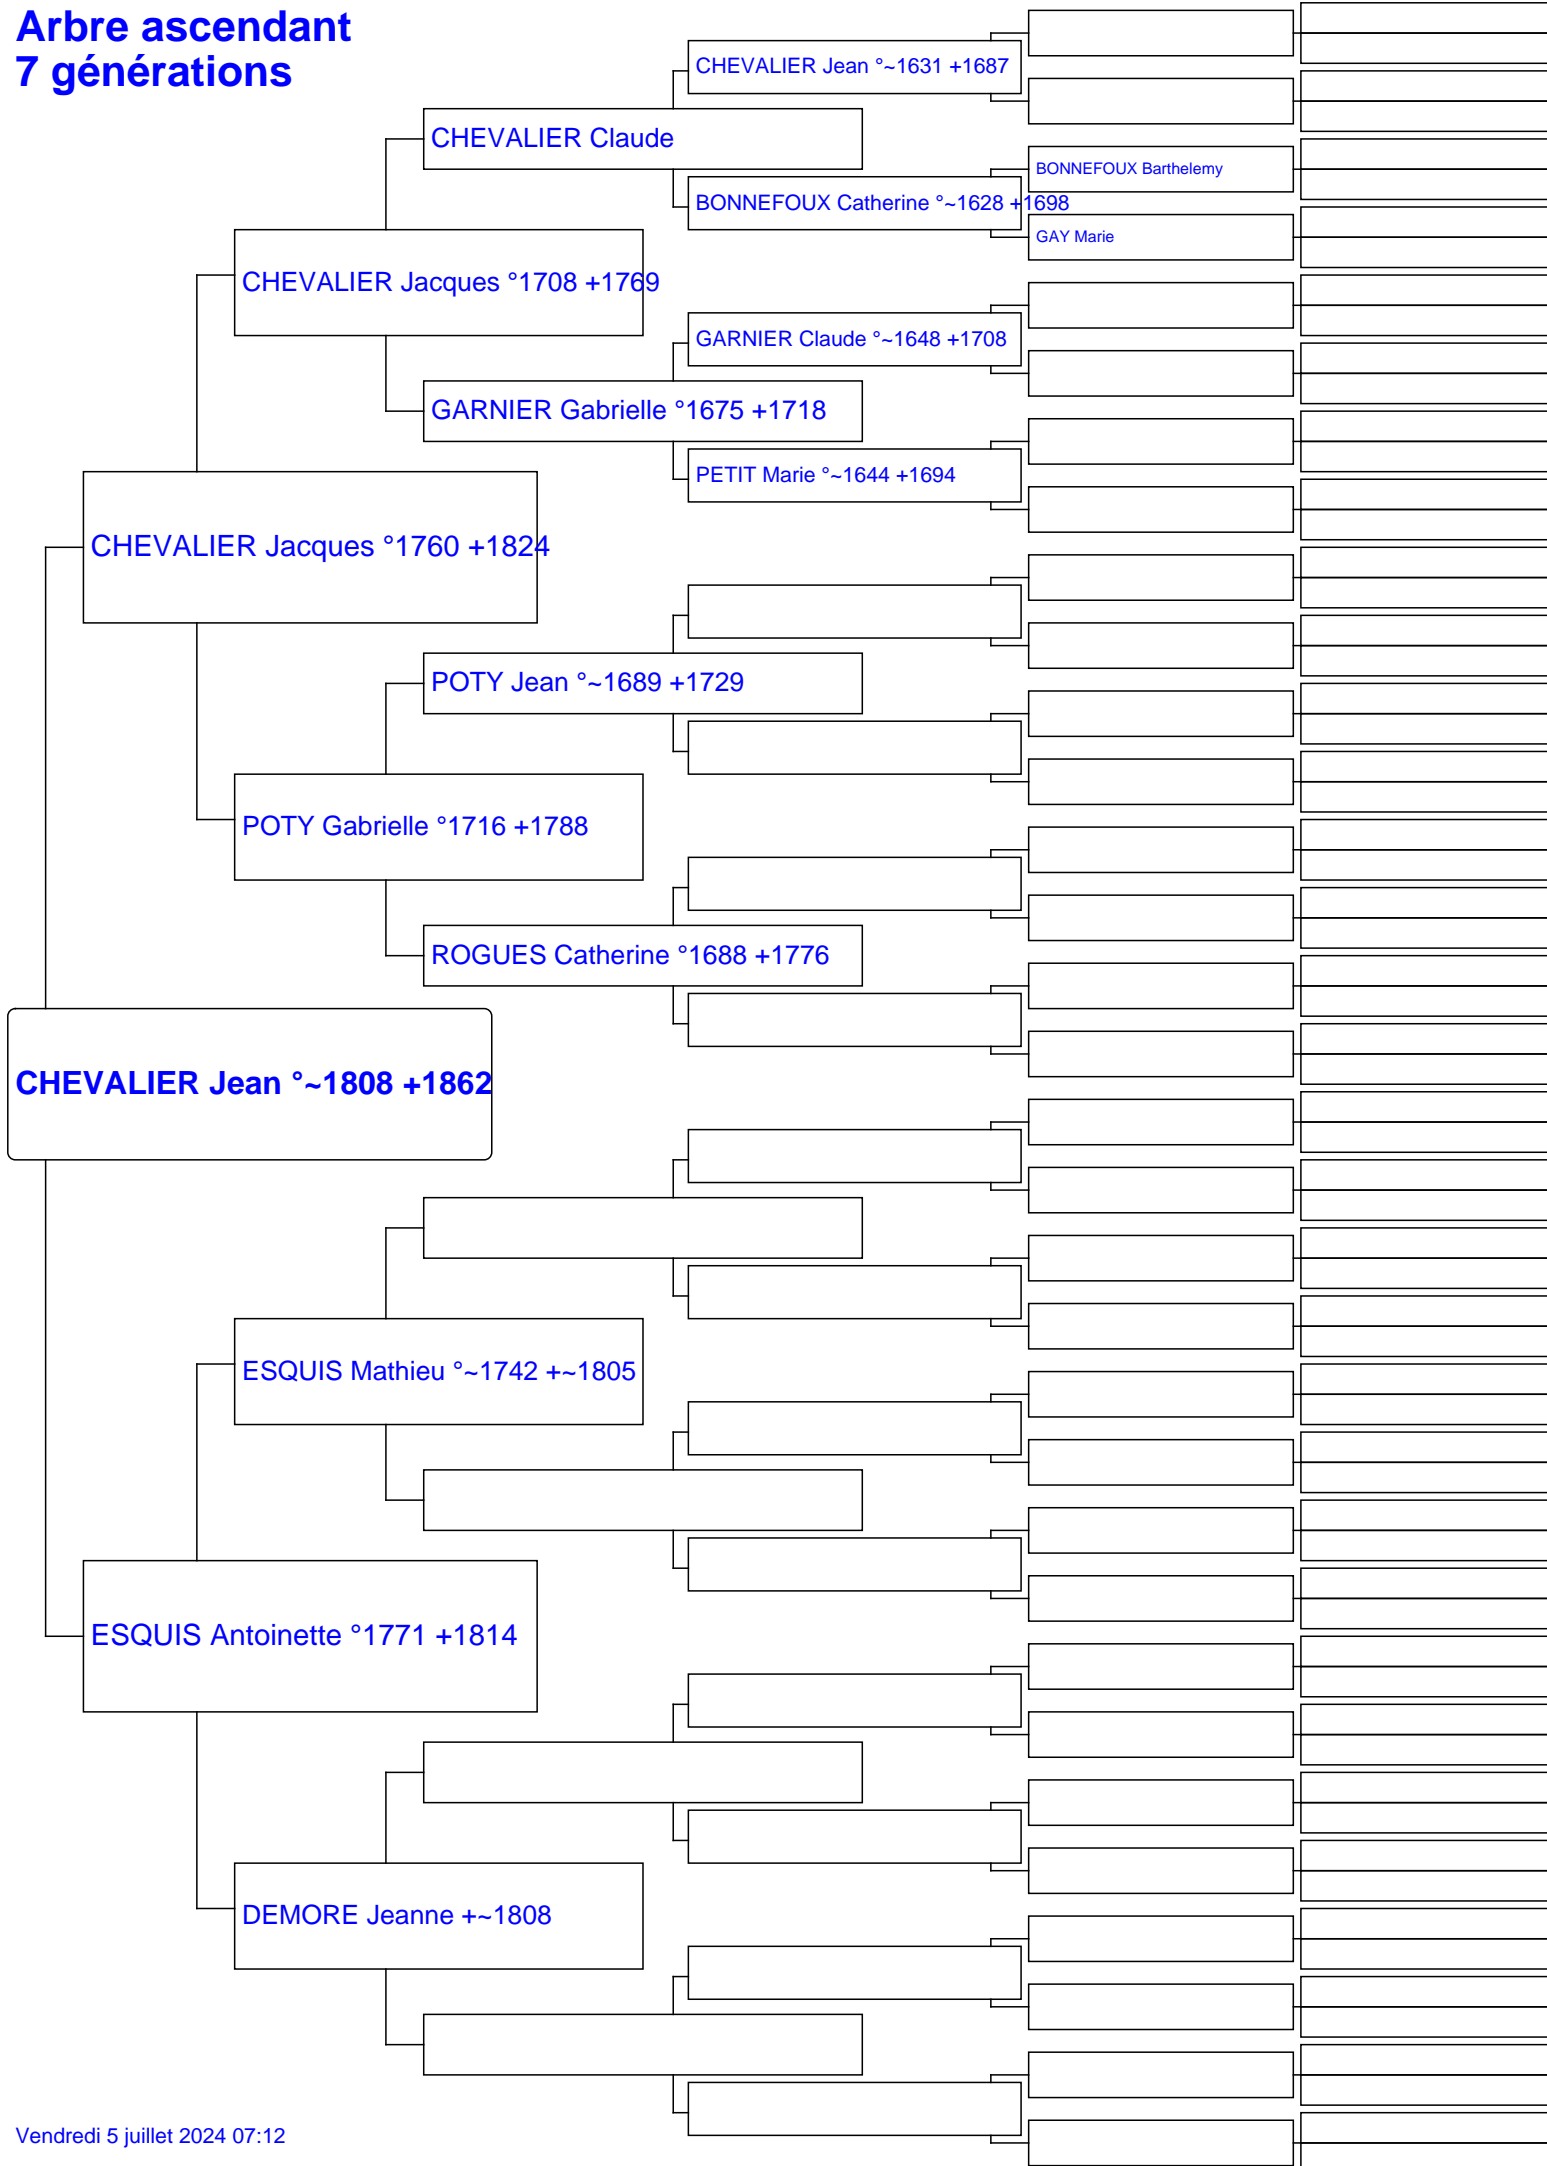 Arbre ascendant
7 générations
CHEVALIER Jean °~1631 +1687
CHEVALIER Claude
BONNEFOUX Barthelemy
BONNEFOUX Catherine °~1628 +1698
GAY Marie
CHEVALIER Jacques °1708 +1769
GARNIER Claude °~1648 +1708
GARNIER Gabrielle °1675 +1718
PETIT Marie °~1644 +1694
CHEVALIER Jacques °1760 +1824
POTY Jean °~1689 +1729
POTY Gabrielle °1716 +1788
ROGUES Catherine °1688 +1776
CHEVALIER Jean °~1808 +1862
ESQUIS Mathieu °~1742 +~1805
ESQUIS Antoinette °1771 +1814
DEMORE Jeanne +~1808
Vendredi 5 juillet 2024 07:12